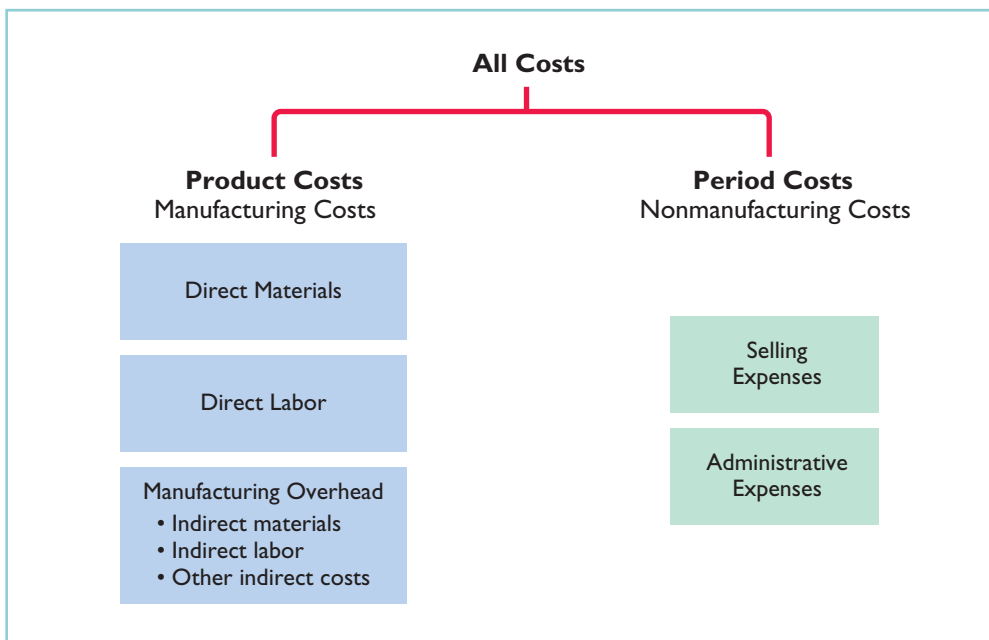 All Costs
Product Costs
Manufacturing Costs
Direct Materials
Direct Labor
Manufacturing Overhead
• Indirect materials
• Indirect labor
• Other indirect costs
Period Costs
Nonmanufacturing Costs
Selling
Expenses
Administrative
Expenses